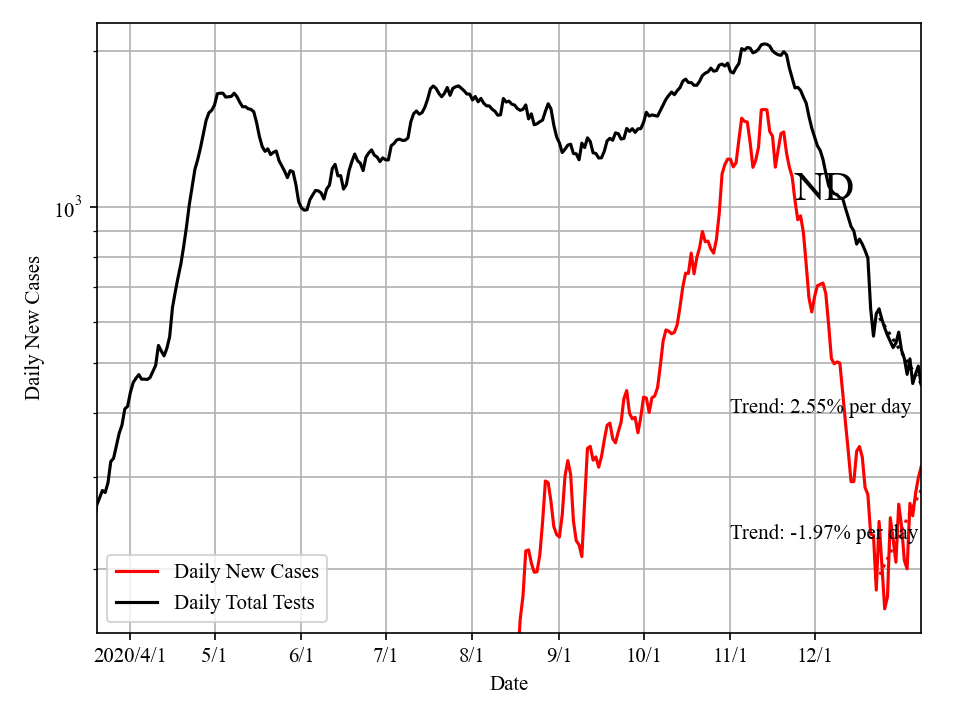 ND
10^3
Daily New Cases
Trend: 2.55% per day
Trend: -1.97% per day
Daily New Cases
Daily Total Tests
2020/4/1 5/1 6/1 7/1 8/1 9/1 10/1 11/1 12/1
Date